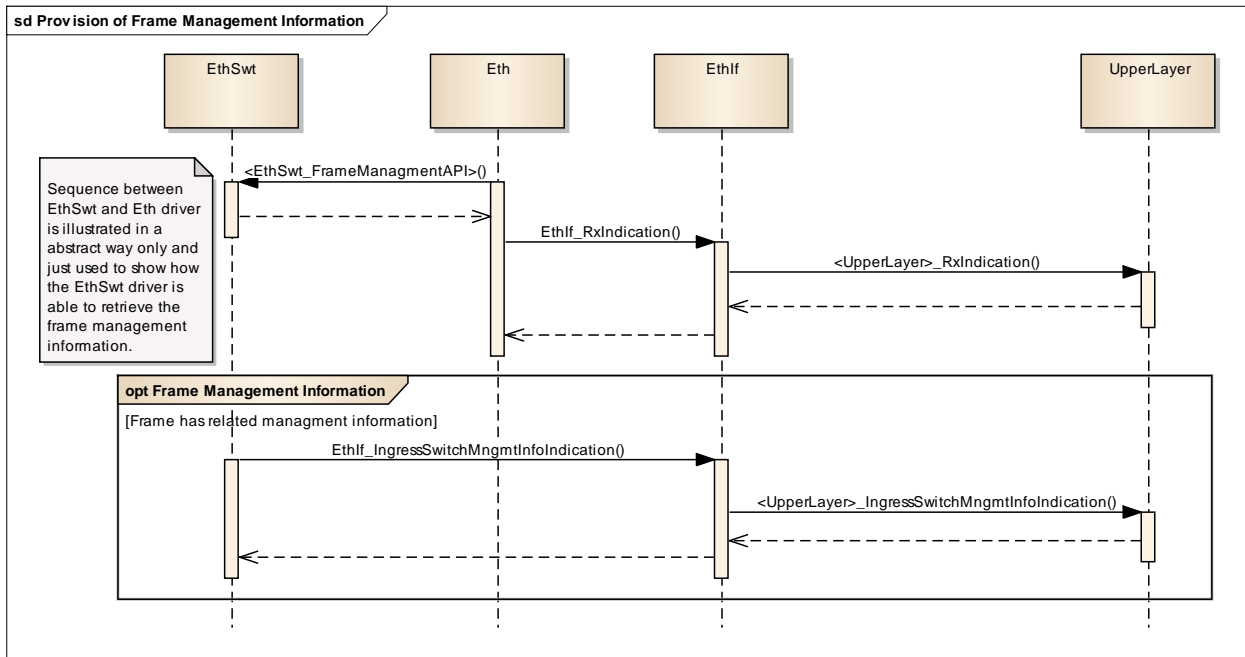 sd Provision of Frame Management Information
EthSwt
Eth
EthIf
UpperLayer
<EthSwt_FrameManagmentAPI>()
Sequence between
EthSwt and Eth driver
is illustrated in a
abstract way only and
just used to show how
the EthSwt driver is
able to retrieve the
frame management
information.
EthIf_RxIndication()
<UpperLayer>_RxIndication()
opt Frame Management Information
[Frame has related managment information]
EthIf_IngressSwitchMngmtInfoIndication()
<UpperLayer>_IngressSwitchMngmtInfoIndication()